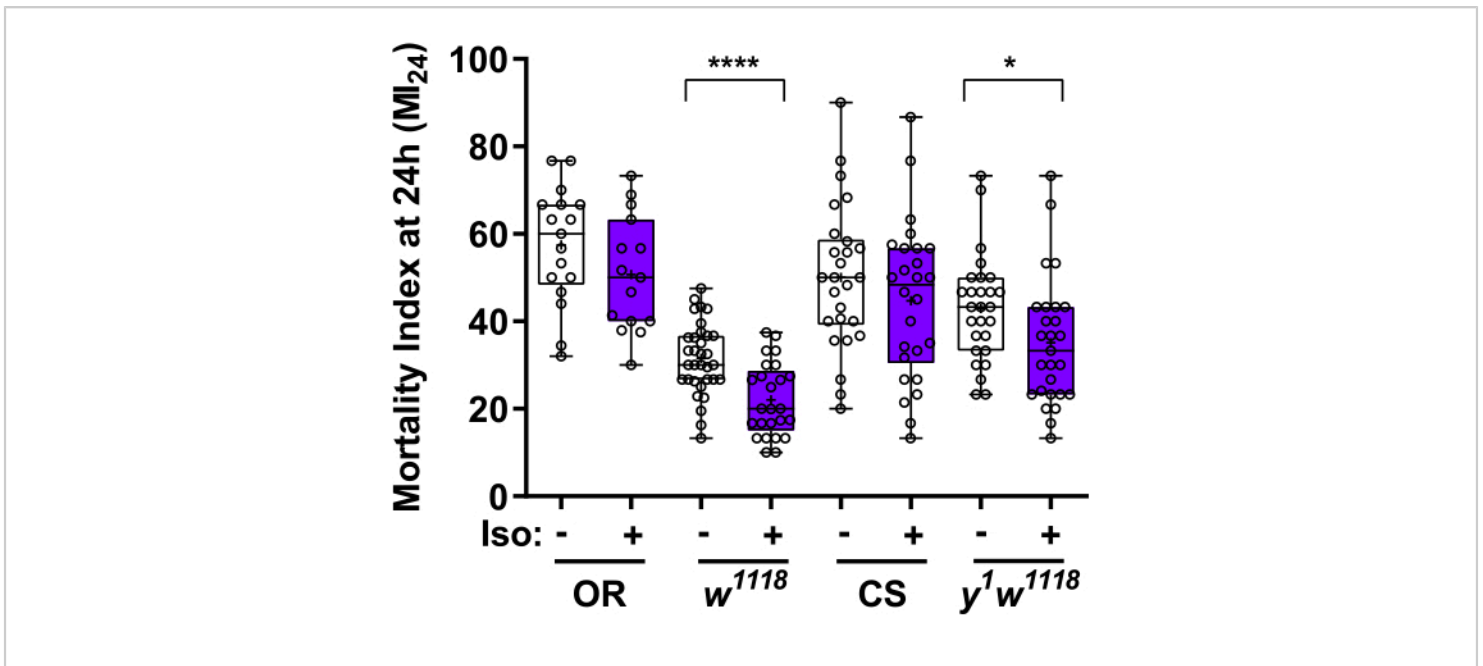 Mortality Index at 24h (MI₂₄)
100
80
60
40
20
0
**** *
Iso: - + - + - + - +
OR w¹¹¹⁸ CS y¹w¹¹¹⁸